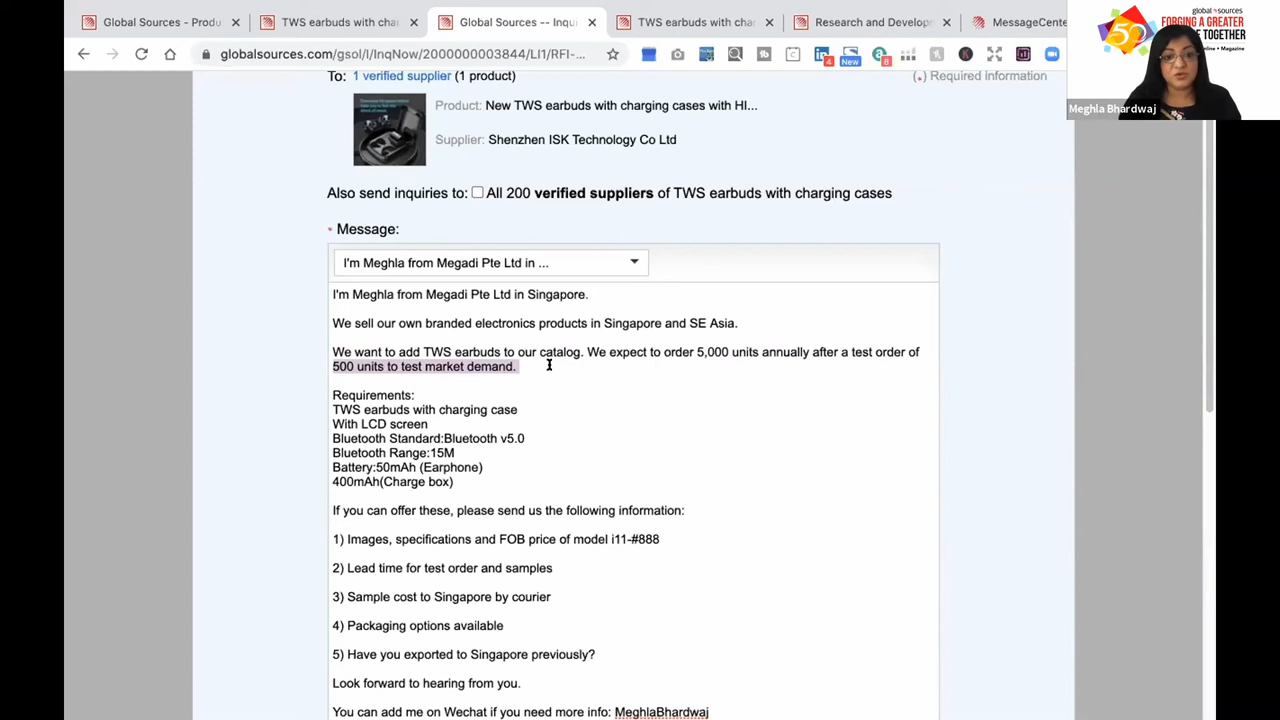 Global Sources - Produ
TWS earbuds with cha
Global Sources -- Inqui
TWS earbuds with cha
Research and Develop
MessageCente
globalsources.com/gsol/I/InqNow/2000000003844/LI1/RFI-...
4
New
8
50
FORGING A GREATER
TOGETHER
Online • Magazine
global sources
Meghla Bhardwaj
To: 1 verified supplier (1 product)
(*) Required Information
Product: New TWS earbuds with charging cases with HI...
Supplier: Shenzhen ISK Technology Co Ltd
Also send inquiries to: All 200 verified suppliers of TWS earbuds with charging cases
* Message:
I'm Meghla from Megadi Pte Ltd in ...
I'm Meghla from Megadi Pte Ltd in Singapore.
We sell our own branded electronics products in Singapore and SE Asia.
We want to add TWS earbuds to our catalog. We expect to order 5,000 units annually after a test order of
500 units to test market demand.
Requirements:
TWS earbuds with charging case
With LCD screen
Bluetooth Standard:Bluetooth v5.0
Bluetooth Range:15M
Battery:50mAh (Earphone)
400mAh(Charge box)
If you can offer these, please send us the following information:
1) Images, specifications and FOB price of model i11-#888
2) Lead time for test order and samples
3) Sample cost to Singapore by courier
4) Packaging options available
5) Have you exported to Singapore previously?
Look forward to hearing from you.
You can add me on Wechat if you need more info: MeghlaBhardwaj